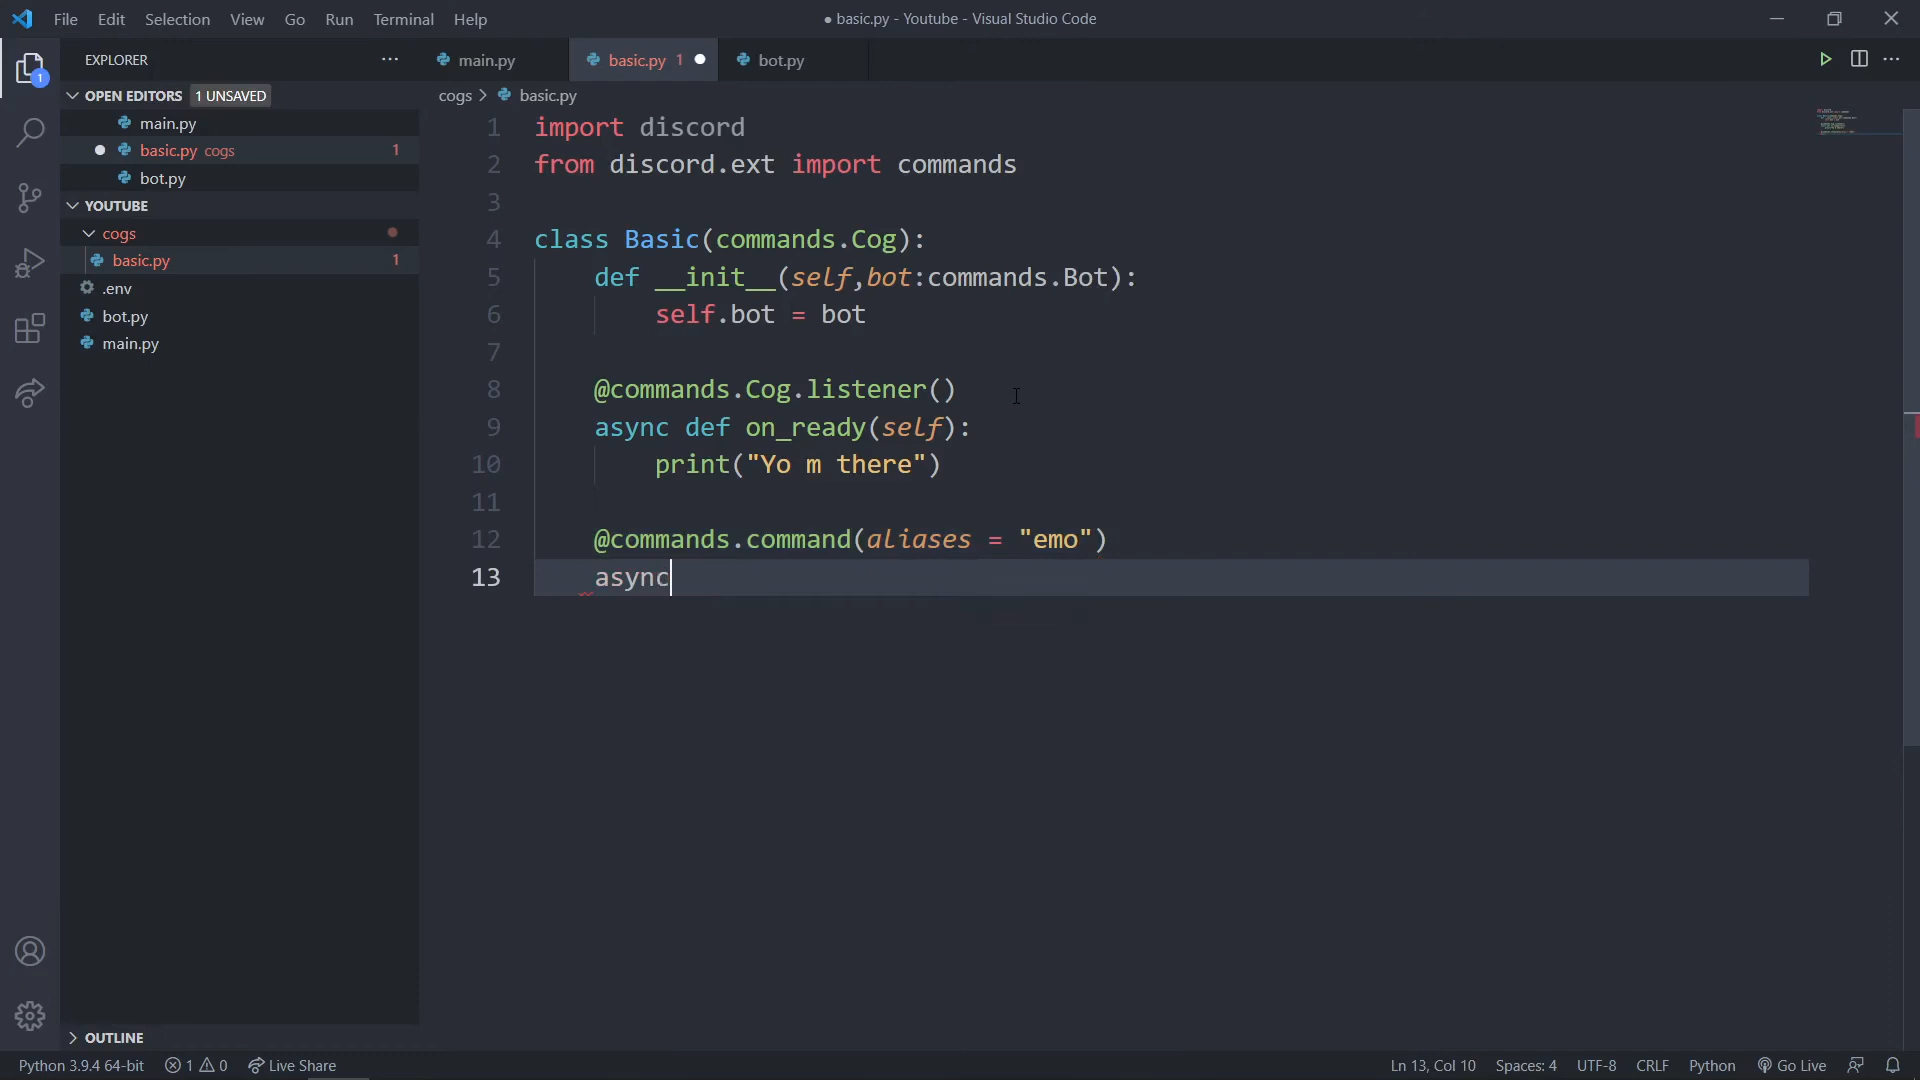 File Edit Selection View Go Run Terminal Help
● basic.py - Youtube - Visual Studio Code
EXPLORER
OPEN EDITORS 1 UNSAVED
main.py
basic.py cogs 1
bot.py
YOUTUBE
cogs
basic.py 1
.env
bot.py
main.py
OUTLINE
main.py basic.py 1 bot.py
cogs > basic.py
1 import discord
2 from discord.ext import commands
3
4 class Basic(commands.Cog):
5 def __init__(self,bot:commands.Bot):
6 self.bot = bot
7
8 @commands.Cog.listener()
9 async def on_ready(self):
10 print("Yo m there")
11
12 @commands.command(aliases = "emo")
13 async
Python 3.9.4 64-bit 1 0 Live Share
Ln 13, Col 10 Spaces: 4 UTF-8 CRLF Python Go Live